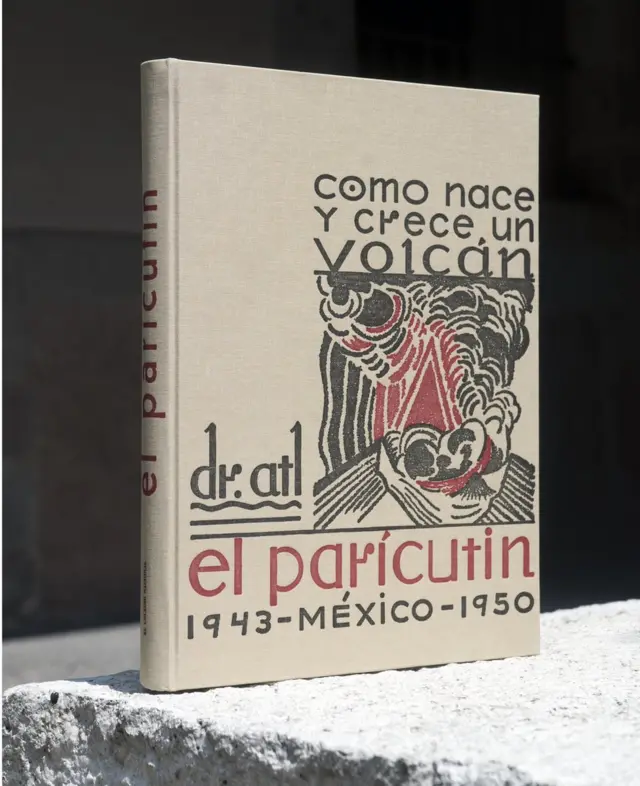 como nace
Y crece un
volcán
dr. atl
el parícutin
1943-MÉXICO-1950
el parícutin